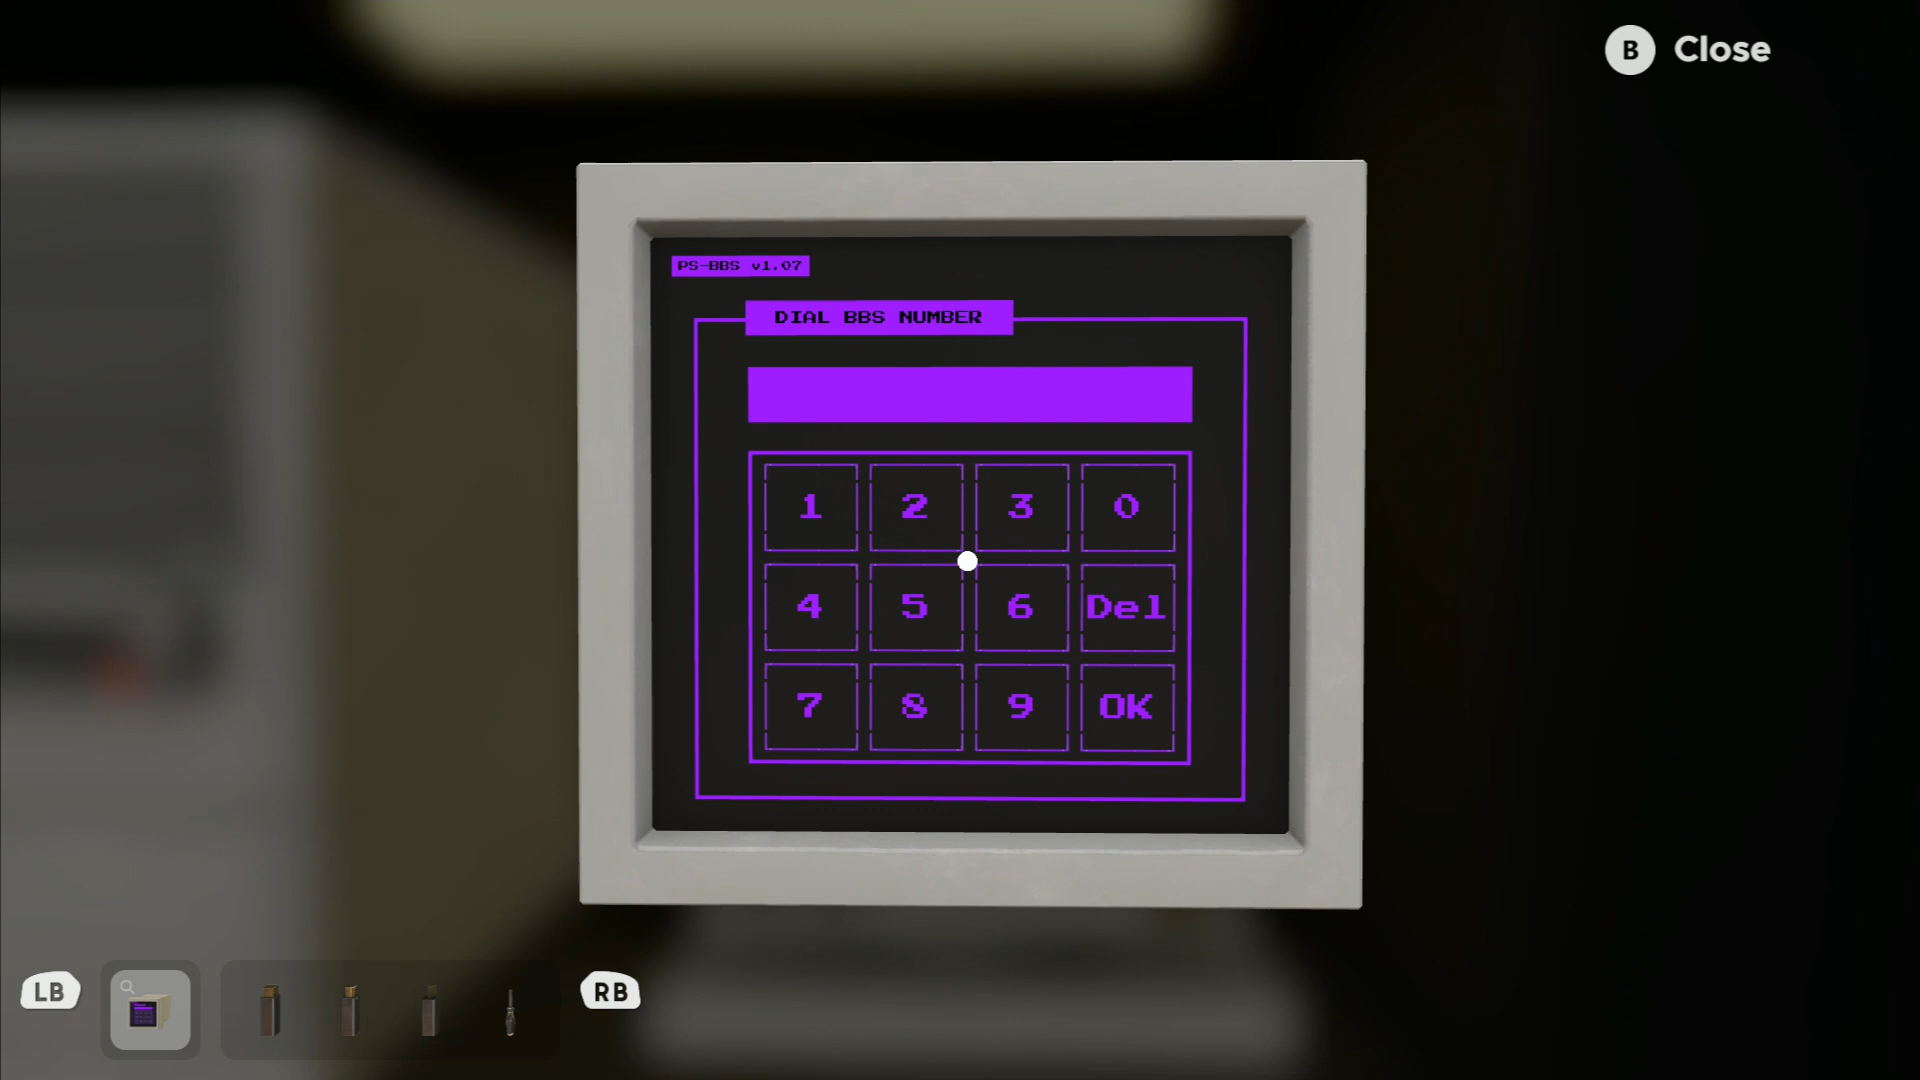 B Close
PS-BBS v1.07
DIAL BBS NUMBER
1 2 3 0
4 5 6 Del
7 8 9 OK
LB RB